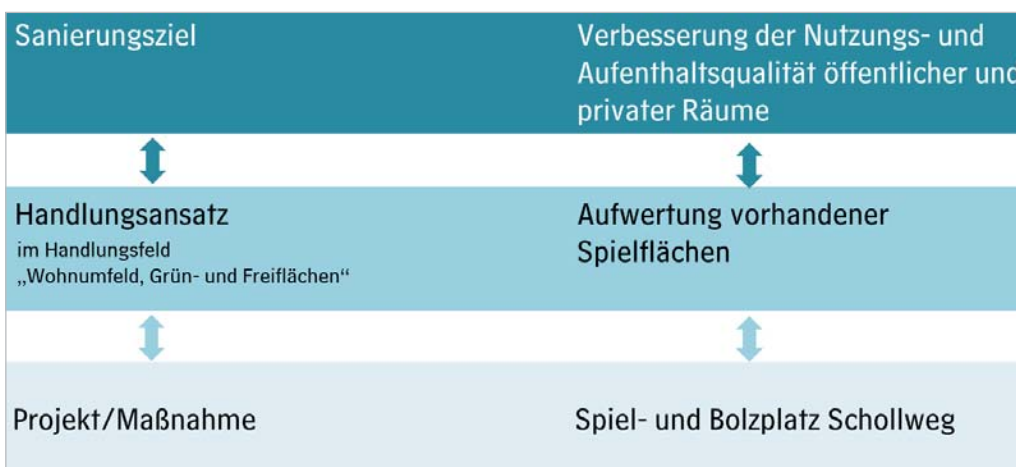 Sanierungsziel
Verbesserung der Nutzungs- und
Aufenthaltsqualität öffentlicher und
privater Räume
Handlungsansatz
im Handlungsfeld
„Wohnumfeld, Grün- und Freiflächen“
Aufwertung vorhandener
Spielflächen
Projekt/Maßnahme
Spiel- und Bolzplatz Schollweg